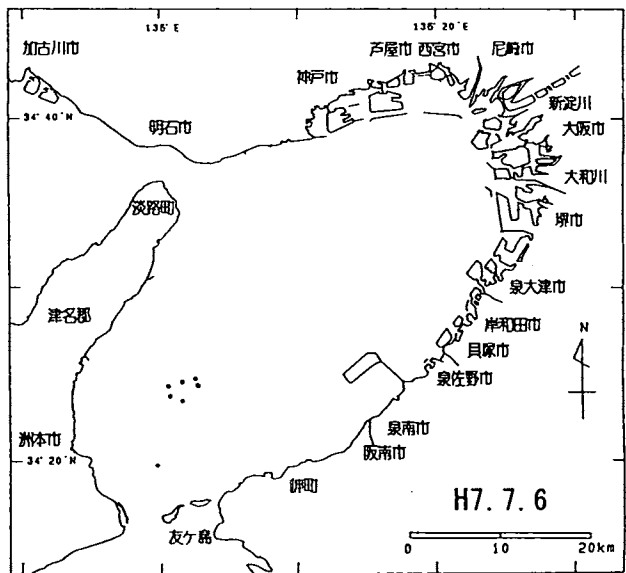 136° E
136° 20' E
加古川市
芦屋市 西宮市
尼崎市
神戸市
34° 40' N
明石市
新淀川
大阪市
大和川
淡路町
堺市
泉大津市
津名郡
岸和田市
貝塚市
N
泉佐野市
泉南市
洲本市
阪南市
34° 20' N
岬町
H7.7.6
友ケ島
0 10 20km